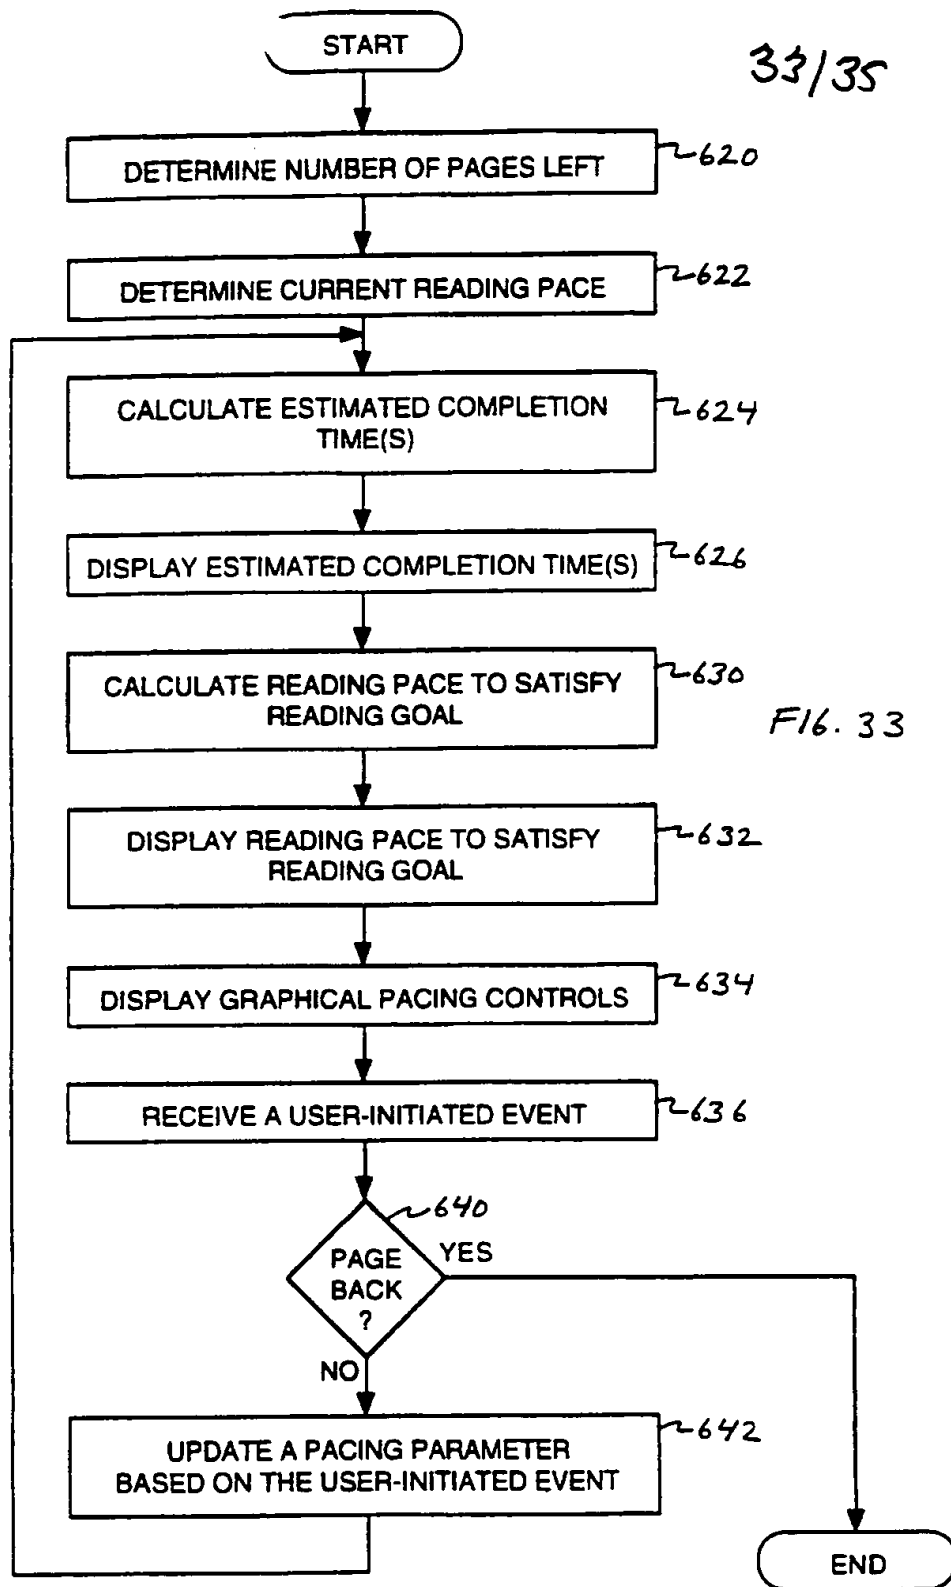 START
33/35
DETERMINE NUMBER OF PAGES LEFT
620
DETERMINE CURRENT READING PACE
622
CALCULATE ESTIMATED COMPLETION
TIME(S)
624
DISPLAY ESTIMATED COMPLETION TIME(S)
626
CALCULATE READING PACE TO SATISFY
READING GOAL
630
FIG. 33
DISPLAY READING PACE TO SATISFY
READING GOAL
632
DISPLAY GRAPHICAL PACING CONTROLS
634
RECEIVE A USER-INITIATED EVENT
636
640
PAGE
BACK
?
YES
NO
UPDATE A PACING PARAMETER
BASED ON THE USER-INITIATED EVENT
642
END